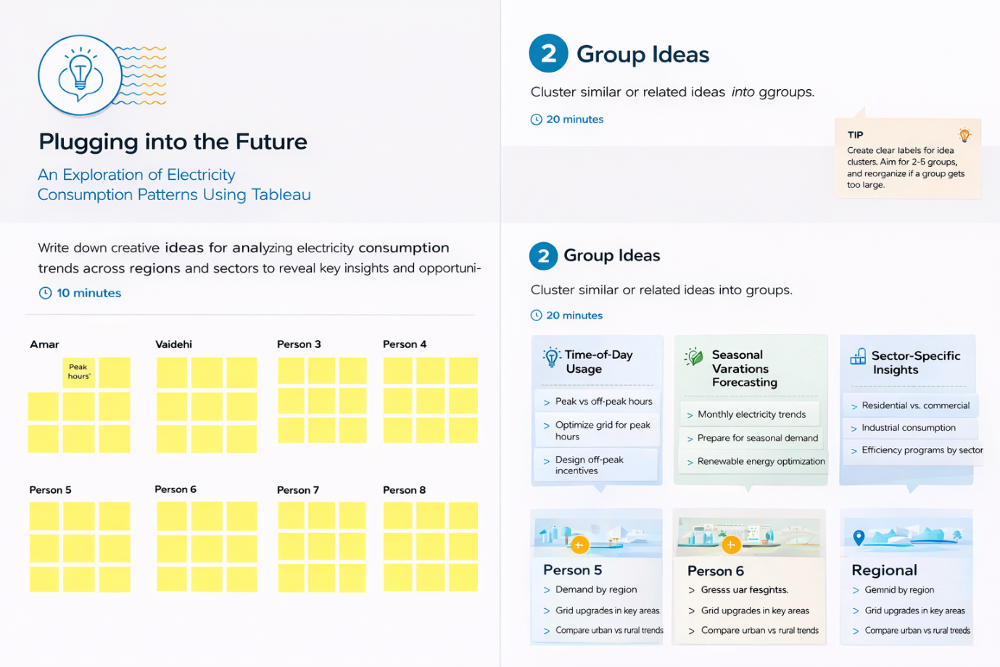 Plugging into the Future
An Exploration of Electricity
Consumption Patterns Using Tableau
Write down creative ideas for analyzing electricity consumption
trends across regions and sectors to reveal key insights and opportuni-
10 minutes
Amar
Vaidehi
Person 3
Person 4
Peak
hours"
Person 5
Person 6
Person 7
Person 8
2 Group Ideas
Cluster similar or related ideas into ggroups.
20 minutes
TIP
Create clear labels for idea
clusters. Aim for 2-5 groups,
and reorganize if a group gets
too large.
2 Group Ideas
Cluster similar or related ideas into groups.
20 minutes
Time-of-Day
Usage
> Peak vs off-peak hours
> Optimize grid for peak
hours
> Design off-peak
incentives
Seasonal
Varations
Forecasting
> Monthly electricity trends
> Prepare for seasonal demand
> Renewable energy optimization
Sector-Specific
Insights
> Residential vs. commercial
> Industrial consumption
> Efficiency programs by sector
Person 5
> Demand by region
> Grid upgrades in key areas.
> Compare urban vs rural trends
Person 6
> Gresss uar
> Grid upgrades in key areas
> Compare urban vs rural trends
Regional
> Gemnid by region
> Grid upgrades in key areas
> Compare urban vs rural treeds